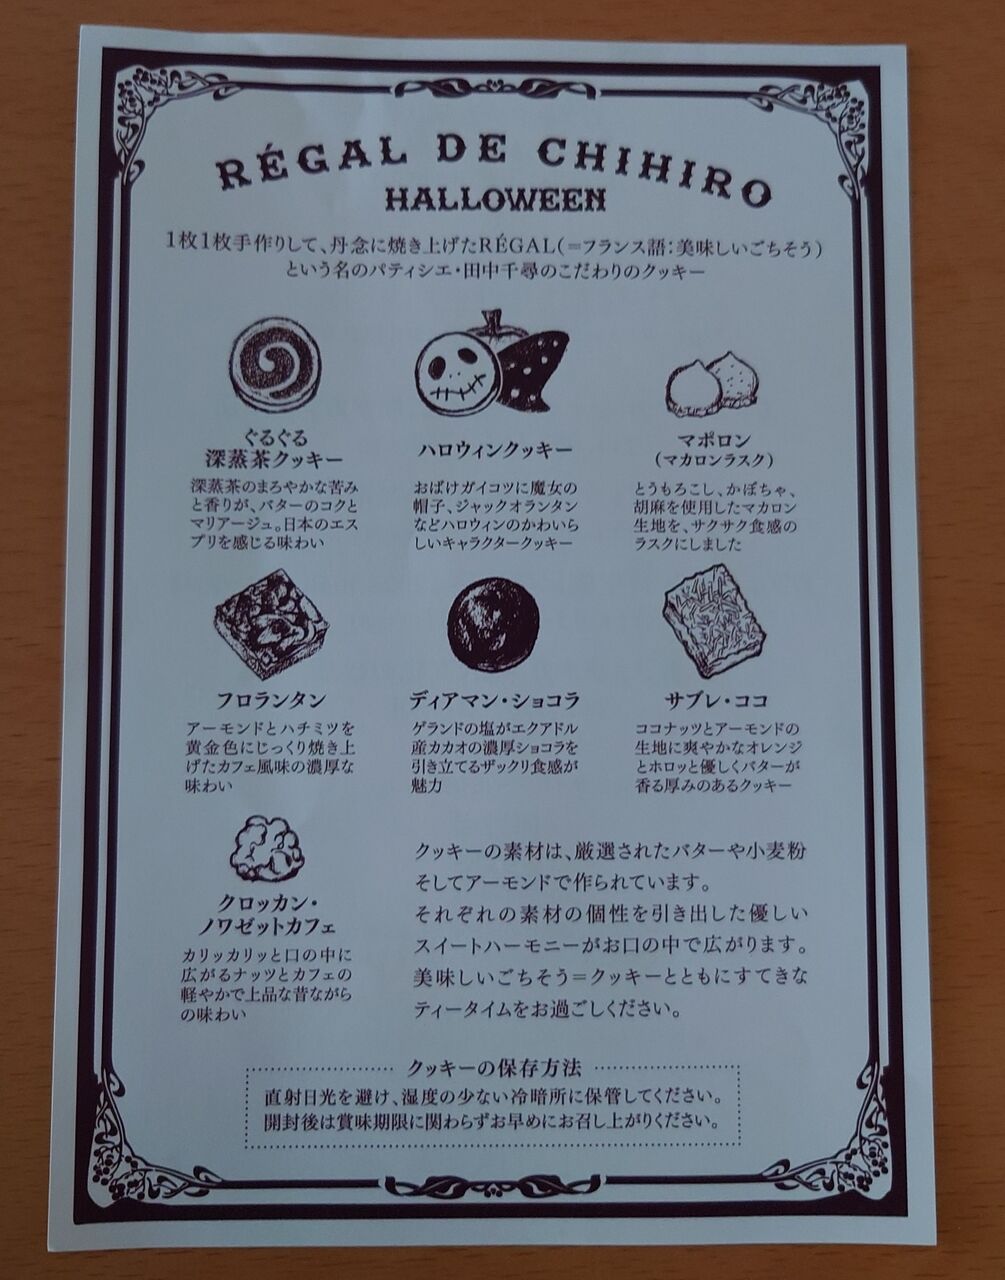 RÉGAL DE CHIHIRO
HALLOWEEN
1枚1枚手作りして、丹念に焼き上げたRÉGAL(=フランス語:美味しいごちそう)
という名のパティシエ・田中千尋のこだわりのクッキー
ぐるぐる
深蒸茶クッキー
深蒸茶のまろやかな苦み
と香りが、バターのコクと
マリアージュ。日本のエス
プリを感じる味わい
ハロウィンクッキー
おばけガイコツに魔女の
帽子、ジャックオランタン
などハロウィンのかわいら
しいキャラクタークッキー
マポロン
(マカロンラスク)
とうもろこし、かぼちゃ、
胡麻を使用したマカロン
生地を、サクサク食感の
ラスクにしました
フロランタン
アーモンドとハチミツを
黄金色にじっくり焼き上
げたカフェ風味の濃厚な
味わい
ディアマン・ショコラ
ゲランドの塩がエクアドル
産カカオの濃厚ショコラを
引き立てるザックリ食感が
魅力
サブレ・ココ
ココナッツとアーモンドの
生地に爽やかなオレンジ
とホロッと優しくバターが
香る厚みのあるクッキー
クロッカン・
ノワゼットカフェ
カリッカリッと口の中に
広がるナッツとカフェの
軽やかで上品な昔ながら
の味わい
クッキーの素材は、厳選されたバターや小麦粉
そしてアーモンドで作られています。
それぞれの素材の個性を引き出した優しい
スイートハーモニーがお口の中で広がります。
美味しいごちそう=クッキーとともにすてきな
ティータイムをお過ごしください。
クッキーの保存方法
直射日光を避け、湿度の少ない冷暗所に保管してください。
開封後は賞味期限に関わらずお早めにお召し上がりください。